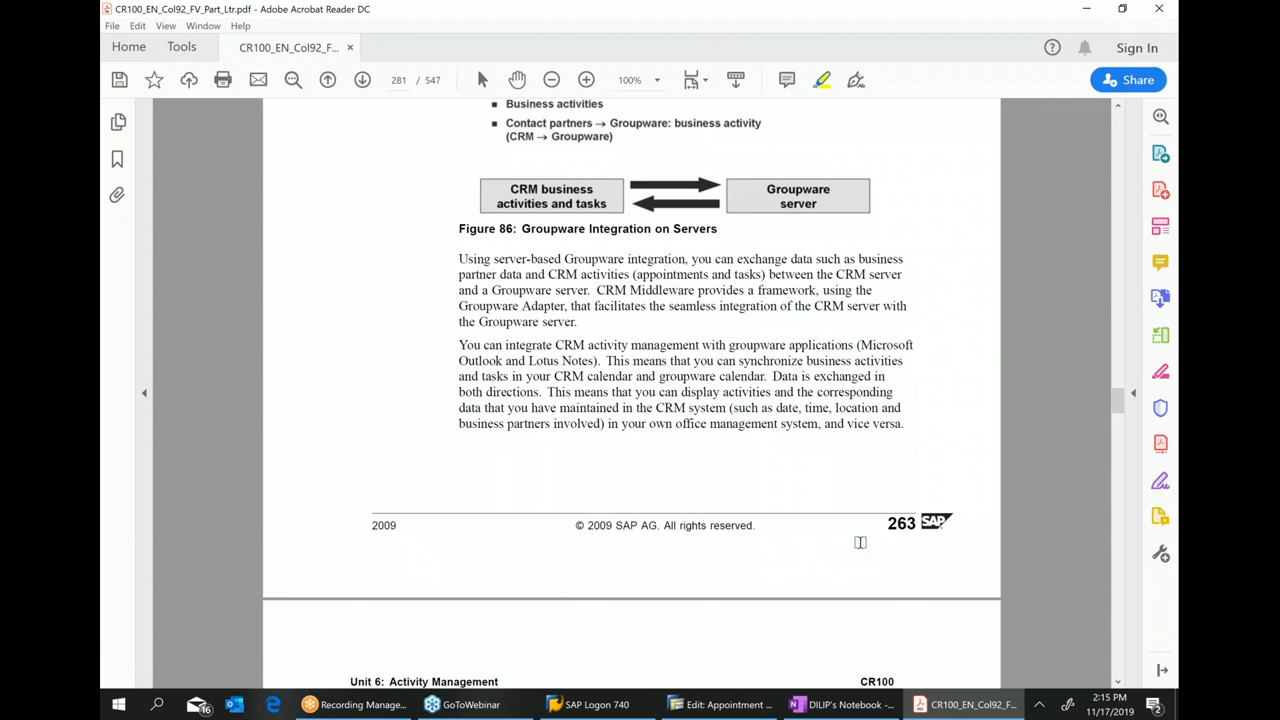 CR100_EN_Col92_FV_Part_Ltr.pdf - Adobe Acrobat Reader DC
File Edit View Window Help
Home Tools CR100_EN_Col92_F... × Sign In
281 / 547 100% Share
Business activities
Contact partners → Groupware: business activity
(CRM → Groupware)
CRM business
activities and tasks
Groupware
server
Figure 86: Groupware Integration on Servers
Using server-based Groupware integration, you can exchange data such as business
partner data and CRM activities (appointments and tasks) between the CRM server
and a Groupware server. CRM Middleware provides a framework, using the
Groupware Adapter, that facilitates the seamless integration of the CRM server with
the Groupware server.
You can integrate CRM activity management with groupware applications (Microsoft
Outlook and Lotus Notes). This means that you can synchronize business activities
and tasks in your CRM calendar and groupware calendar. Data is exchanged in
both directions. This means that you can display activities and the corresponding
data that you have maintained in the CRM system (such as date, time, location and
business partners involved) in your own office management system, and vice versa.
2009 © 2009 SAP AG. All rights reserved. 263 SAP
Unit 6: Activity Management CR100
16 Recording Manage... GoToWebinar SAP Logon 740 Edit: Appointment ... DILIP's Notebook -... CR100_EN_Col92_F...
2:15 PM
11/17/2019
2